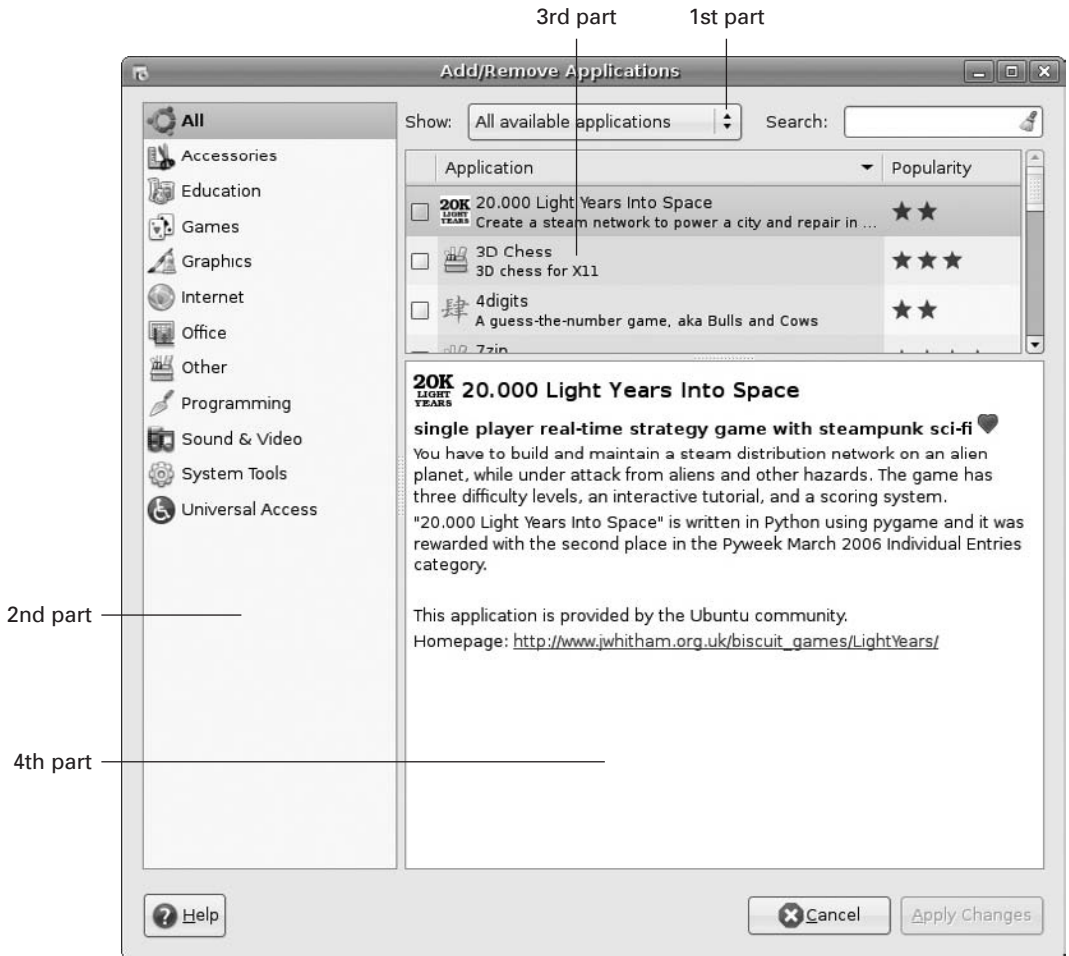 3rd part
1st part
Add/Remove Applications
All
Accessories
Education
Games
Graphics
Internet
Office
Other
Programming
Sound & Video
System Tools
Universal Access
Show: All available applications
Search:
Application
Popularity
20K LIGHT YEARS
20.000 Light Years Into Space
Create a steam network to power a city and repair in ...
3D Chess
3D chess for X11
肆
4digits
A guess-the-number game, aka Bulls and Cows
7zip
20K LIGHT YEARS
20.000 Light Years Into Space
single player real-time strategy game with steampunk sci-fi
You have to build and maintain a steam distribution network on an alien
planet, while under attack from aliens and other hazards. The game has
three difficulty levels, an interactive tutorial, and a scoring system.
"20.000 Light Years Into Space" is written in Python using pygame and it was
rewarded with the second place in the Pyweek March 2006 Individual Entries
category.
This application is provided by the Ubuntu community.
Homepage: http://www.jwhitham.org.uk/biscuit_games/LightYears/
2nd part
4th part
Help
Cancel
Apply Changes